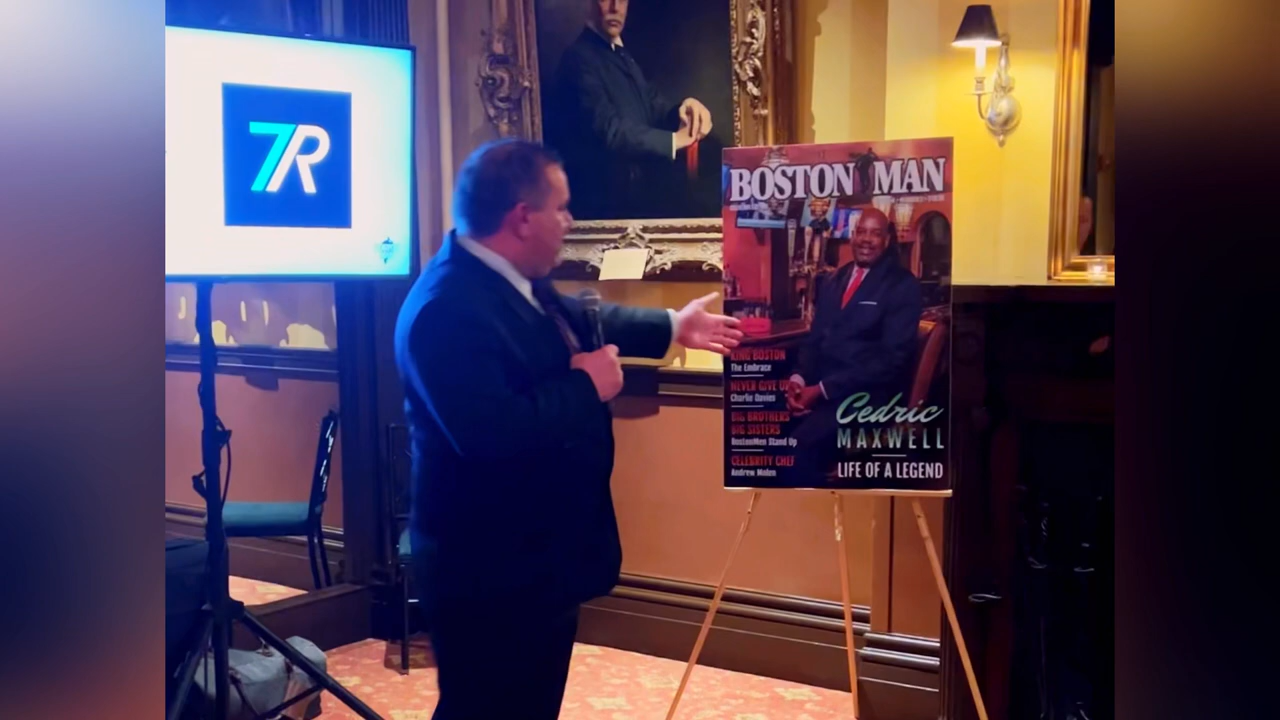 7R
BOSTON MAN
KING BOSTON
The Embrace
NEVER GIVE UP
Charlie Davies
BIG BROTHERS
BIG SISTERS
BostonMen Stand Up
CELEBRITY CHEF
Andrew
Cedric
MAXWELL
LIFE OF A LEGEND